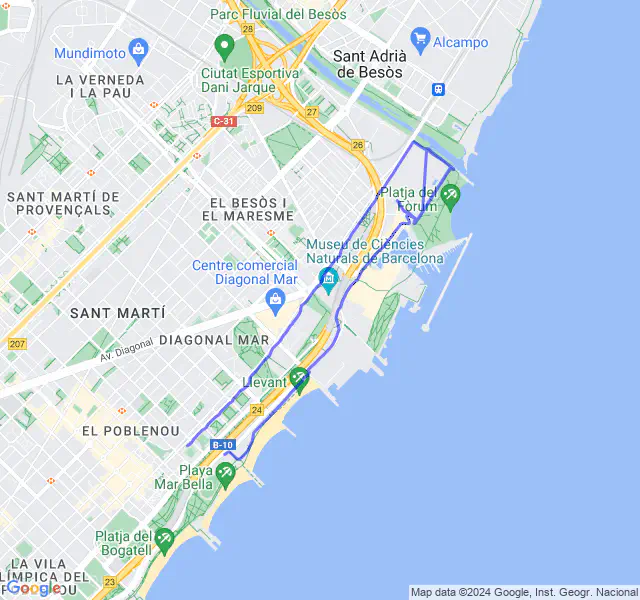 Parc Fluvial del Besòs
28
Mundimoto
Alcampo
Sant Adrià
de Besòs
LA VERNEDA
I LA PAU
Ciutat Esportiva
Dani Jarque
209
27
C-31
26
SANT MARTÍ DE
PROVENÇALS
EL BESÒS I
EL MARESME
Platja del
Fòrum
Museu de Ciències
Naturals de Barcelona
Centre comercial
Diagonal Mar
SANT MARTÍ
207
Av. Diagonal
DIAGONAL MAR
Llevant
24
EL POBLENOU
B-10
Playa
Mar Bella
Platja del
Bogatell
LA VILA
LÍMPICA DEL
NOU
23
Google
Map data ©2024 Google, Inst. Geogr. Nacional